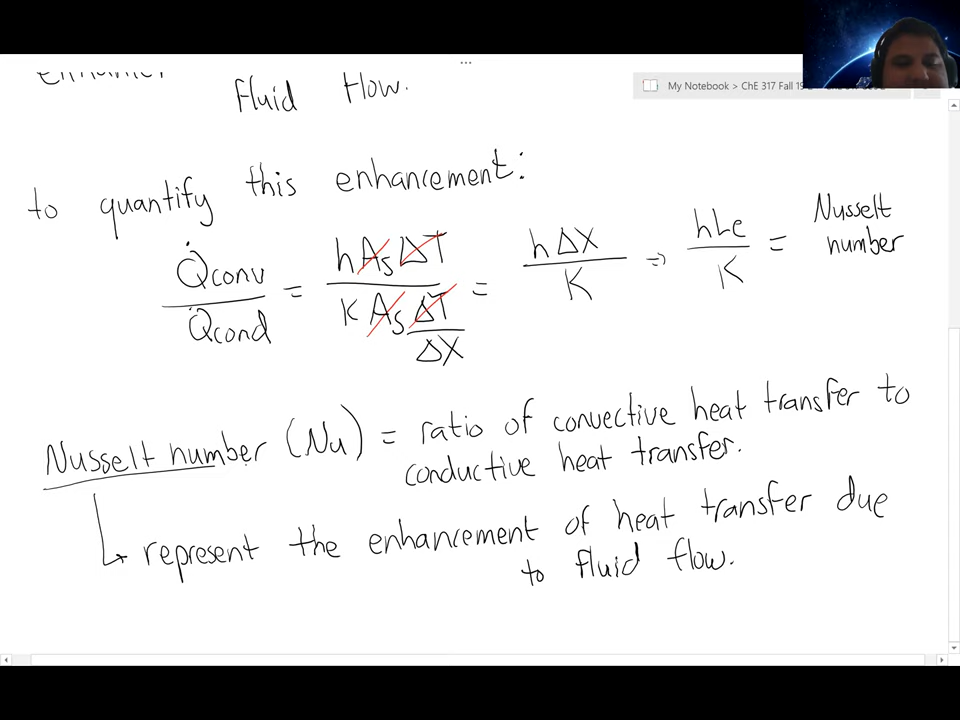 fluid flow.
My Notebook > ChE 317 Fall 19
to quantify this enhancement:
Q̇conv / Q̇cond = hAsΔT / KAs ΔT/ΔX = hΔX / K => hLc / K = Nusselt number
Nusselt number (Nu) = ratio of convective heat transfer to
conductive heat transfer.
represent the enhancement of heat transfer due
to fluid flow.